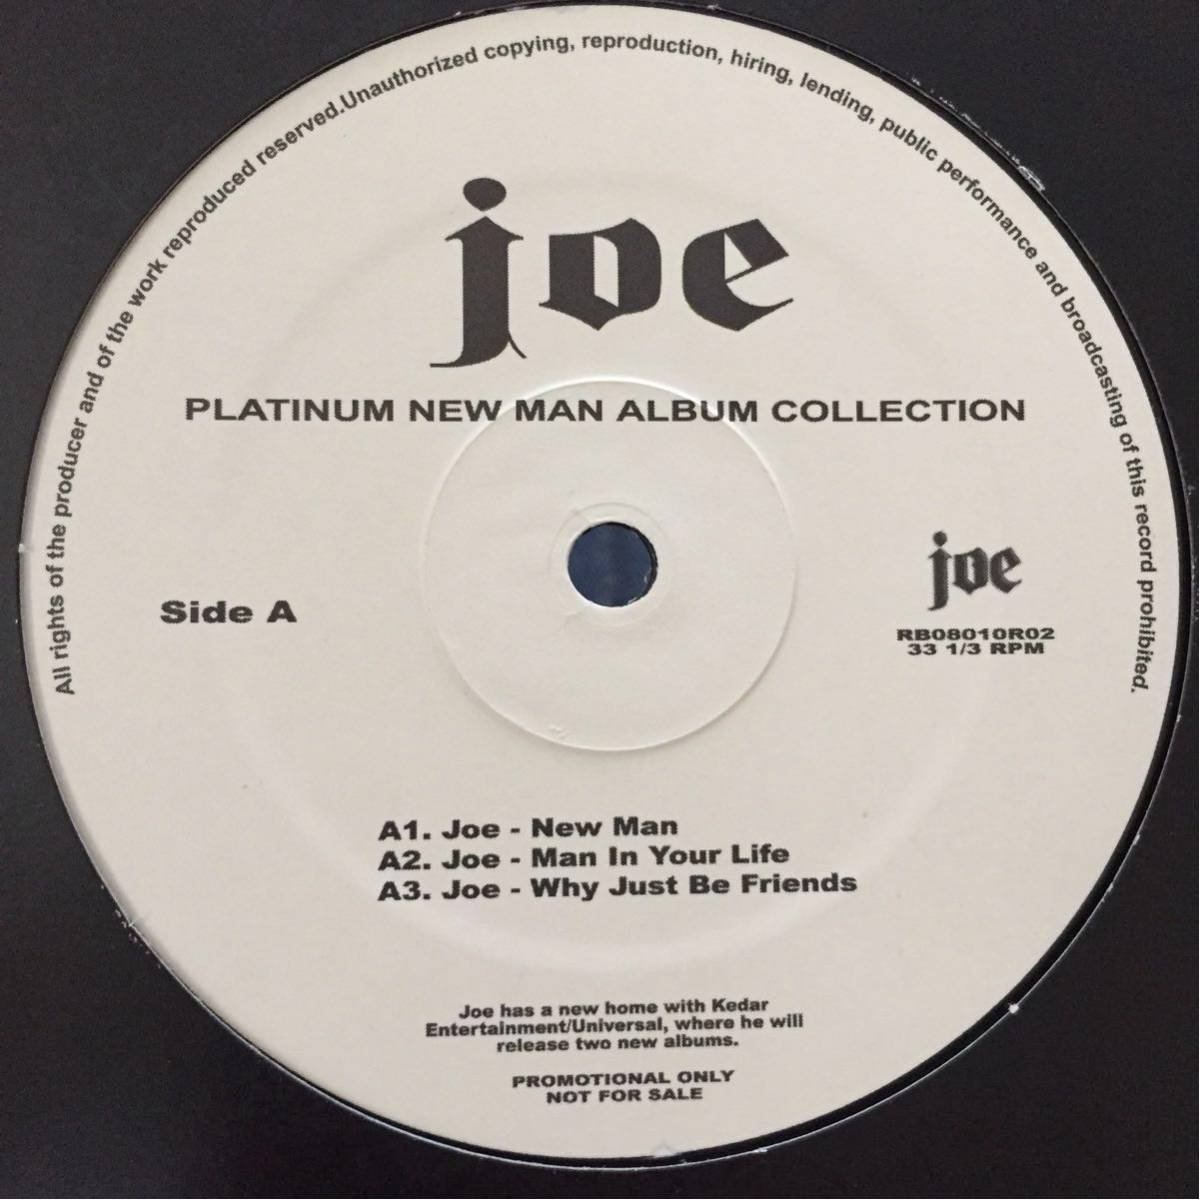 All rights of the producer and of the work reproduced reserved.Unauthorized copying, reproduction, hiring, lending, public performance and broadcasting of this record prohibited.
joe
PLATINUM NEW MAN ALBUM COLLECTION
Side A
joe
RB08010R02
33 1/3 RPM
A1. Joe - New Man
A2. Joe - Man In Your Life
A3. Joe - Why Just Be Friends
Joe has a new home with Kedar
Entertainment/Universal, where he will
release two new albums.
PROMOTIONAL ONLY
NOT FOR SALE